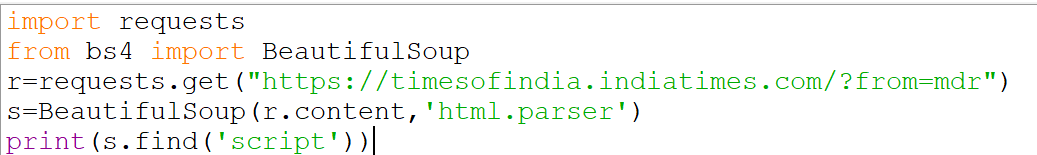 import requests
from bs4 import BeautifulSoup
r=requests.get("https://timesofindia.indiatimes.com/?from=mdr")
s=BeautifulSoup(r.content,'html.parser')
print(s.find('script'))